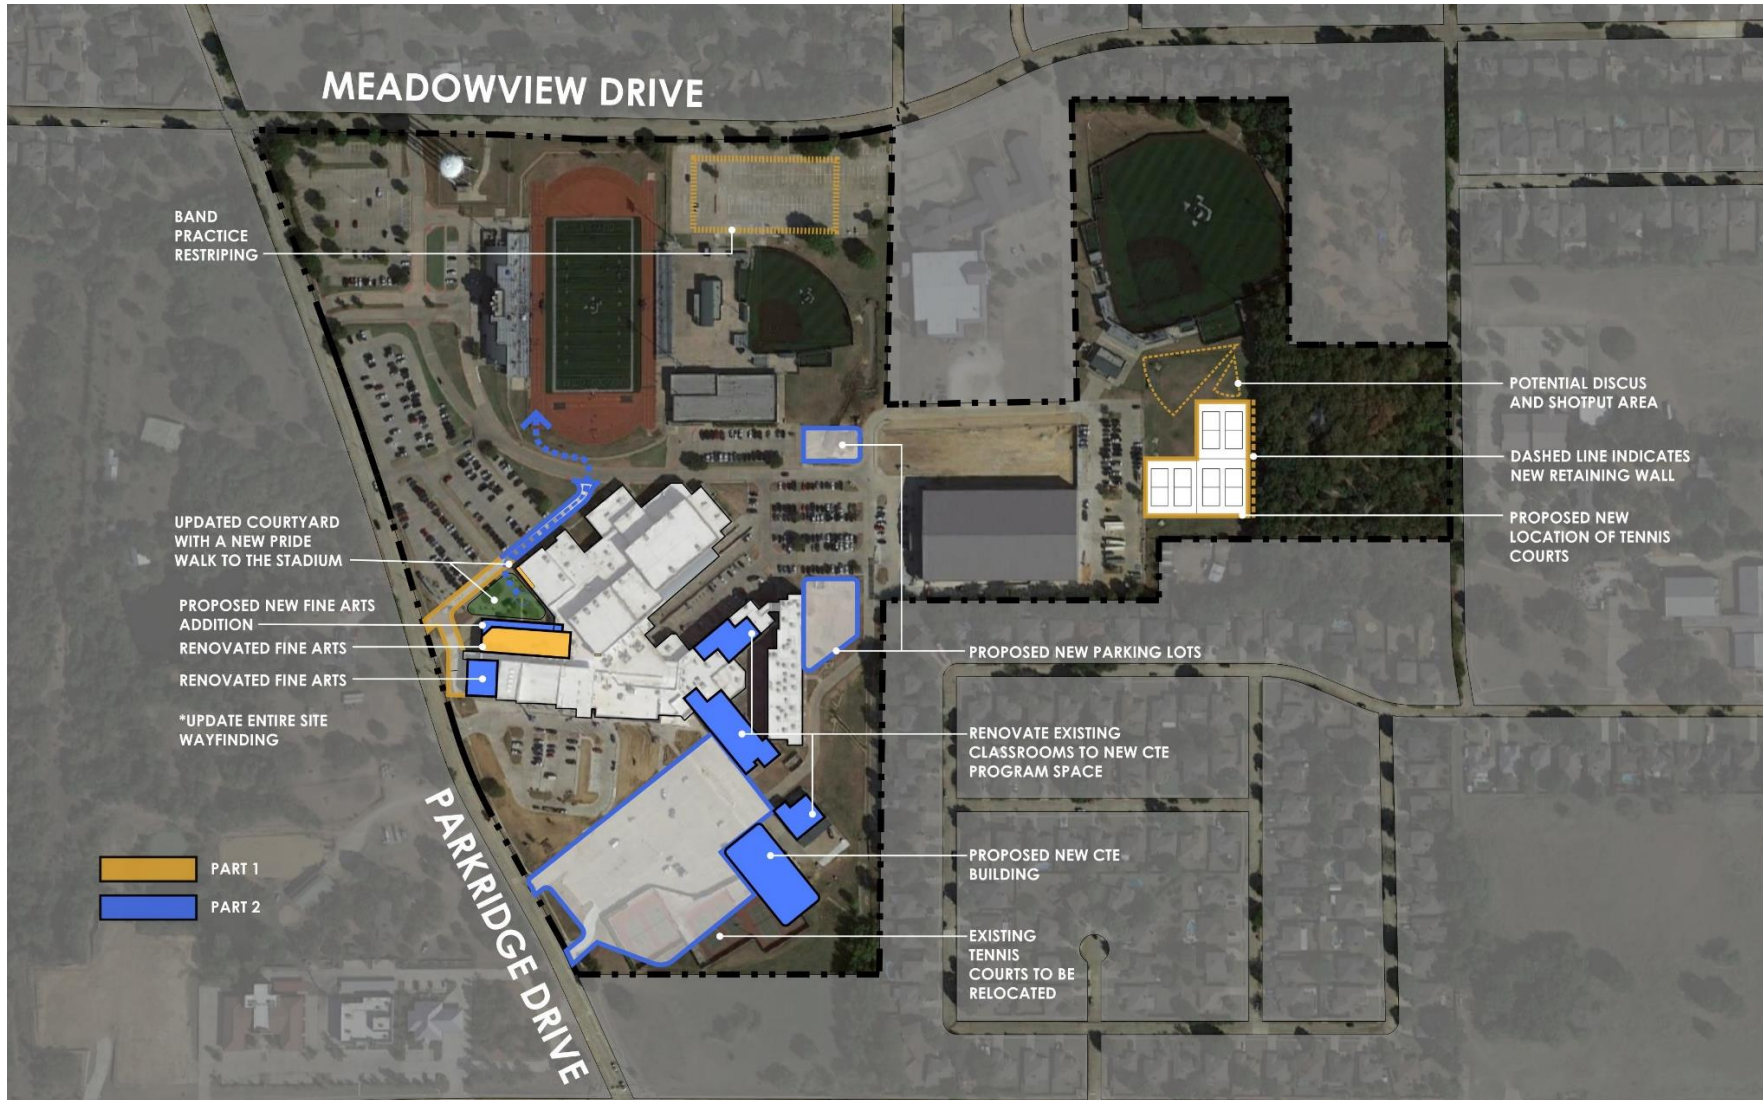 MEADOWVIEW DRIVE
BAND
PRACTICE
RESTRIPING
UPDATED COURTYARD
WITH A NEW PRIDE
WALK TO THE STADIUM
PROPOSED NEW FINE ARTS
ADDITION
RENOVATED FINE ARTS
RENOVATED FINE ARTS
*UPDATE ENTIRE SITE
WAYFINDING
PART 1
PART 2
PARKRIDGE DRIVE
POTENTIAL DISCUS
AND SHOTPUT AREA
DASHED LINE INDICATES
NEW RETAINING WALL
PROPOSED NEW
LOCATION OF TENNIS
COURTS
PROPOSED NEW PARKING LOTS
RENOVATE EXISTING
CLASSROOMS TO NEW CTE
PROGRAM SPACE
PROPOSED NEW CTE
BUILDING
EXISTING
TENNIS
COURTS TO BE
RELOCATED